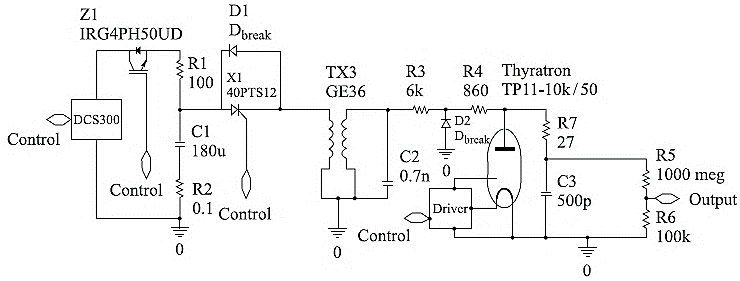 Z1
IRG4PH50UD
D1
Dbreak
R1
100
X1
40PTS12
TX3
GE36
R3
6k
R4
860
Thyratron
TP11-10k/50
DCS300
Control
C1
180u
D2
Dbreak
R7
27
R5
1000 meg
Control
R2
0.1
Control
C2
0.7n
0
Driver
C3
500p
Output
R6
100k
Control
0
0
0